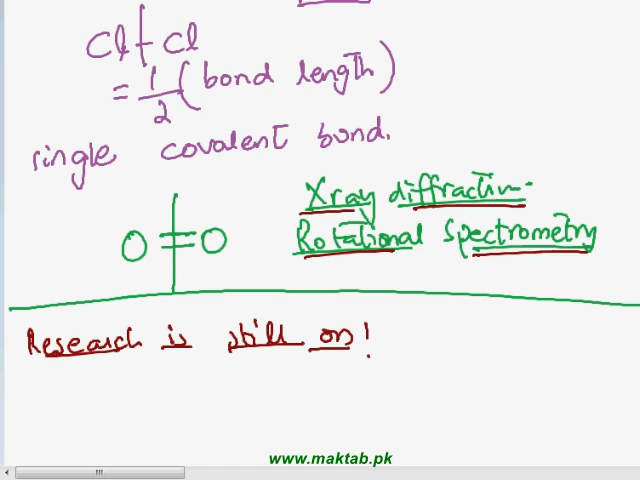 Cl Cl
= 1/2 (bond length)
single covalent bond.
Xray diffraction.
O = O Rotational Spectrometry
Research is still on!
www.maktab.pk